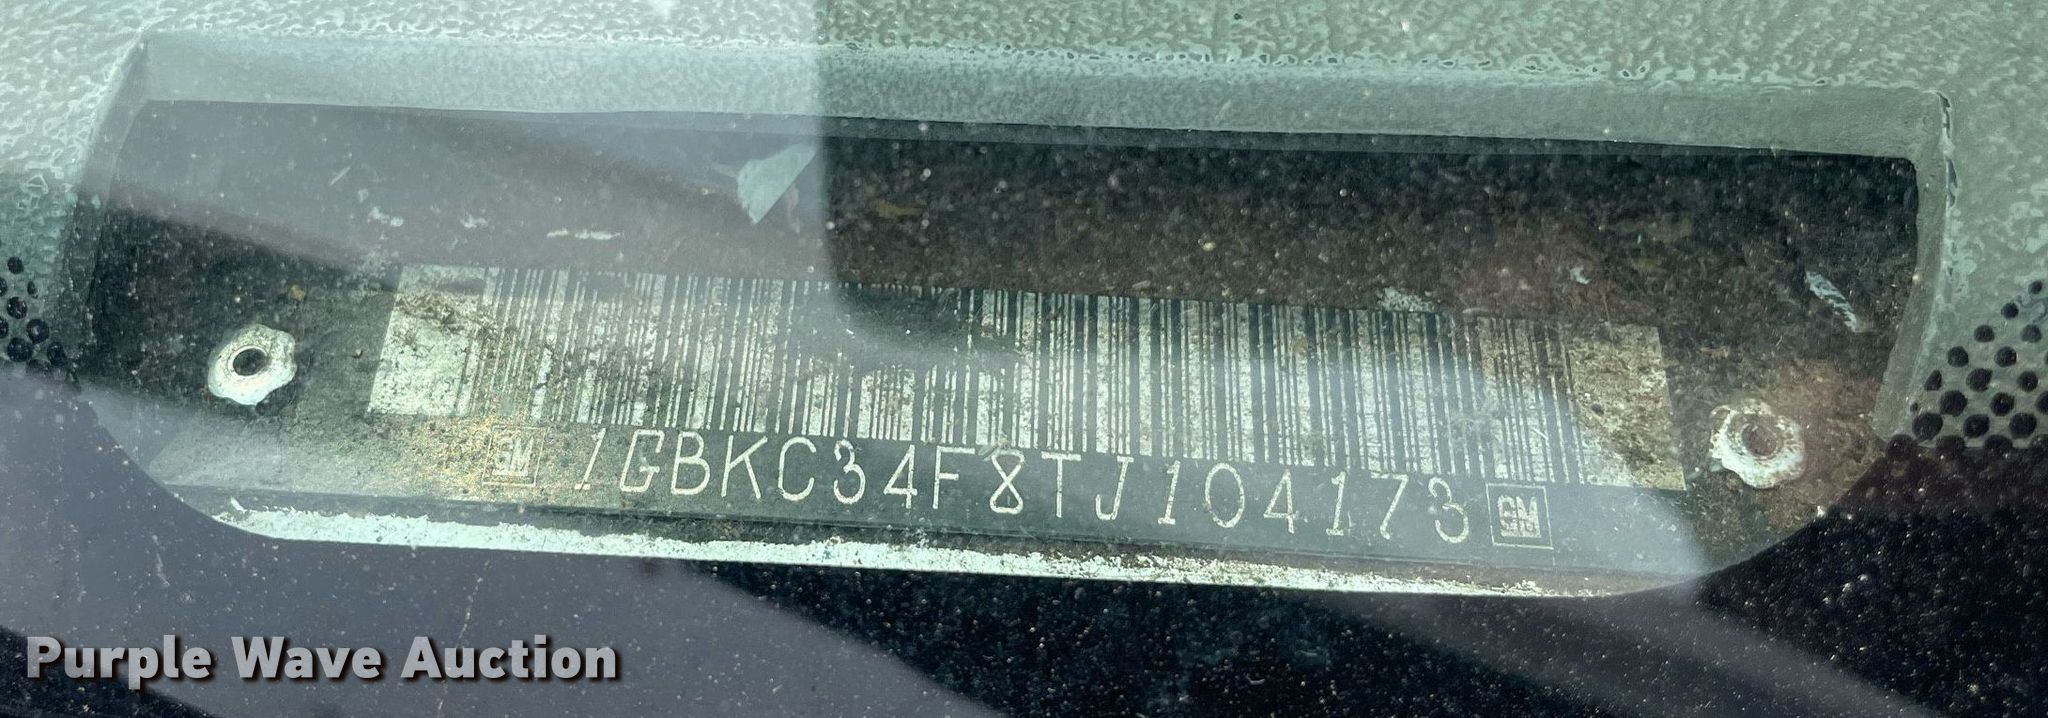 GM 1GBKC34F8TJ104173 GM
Purple Wave Auction